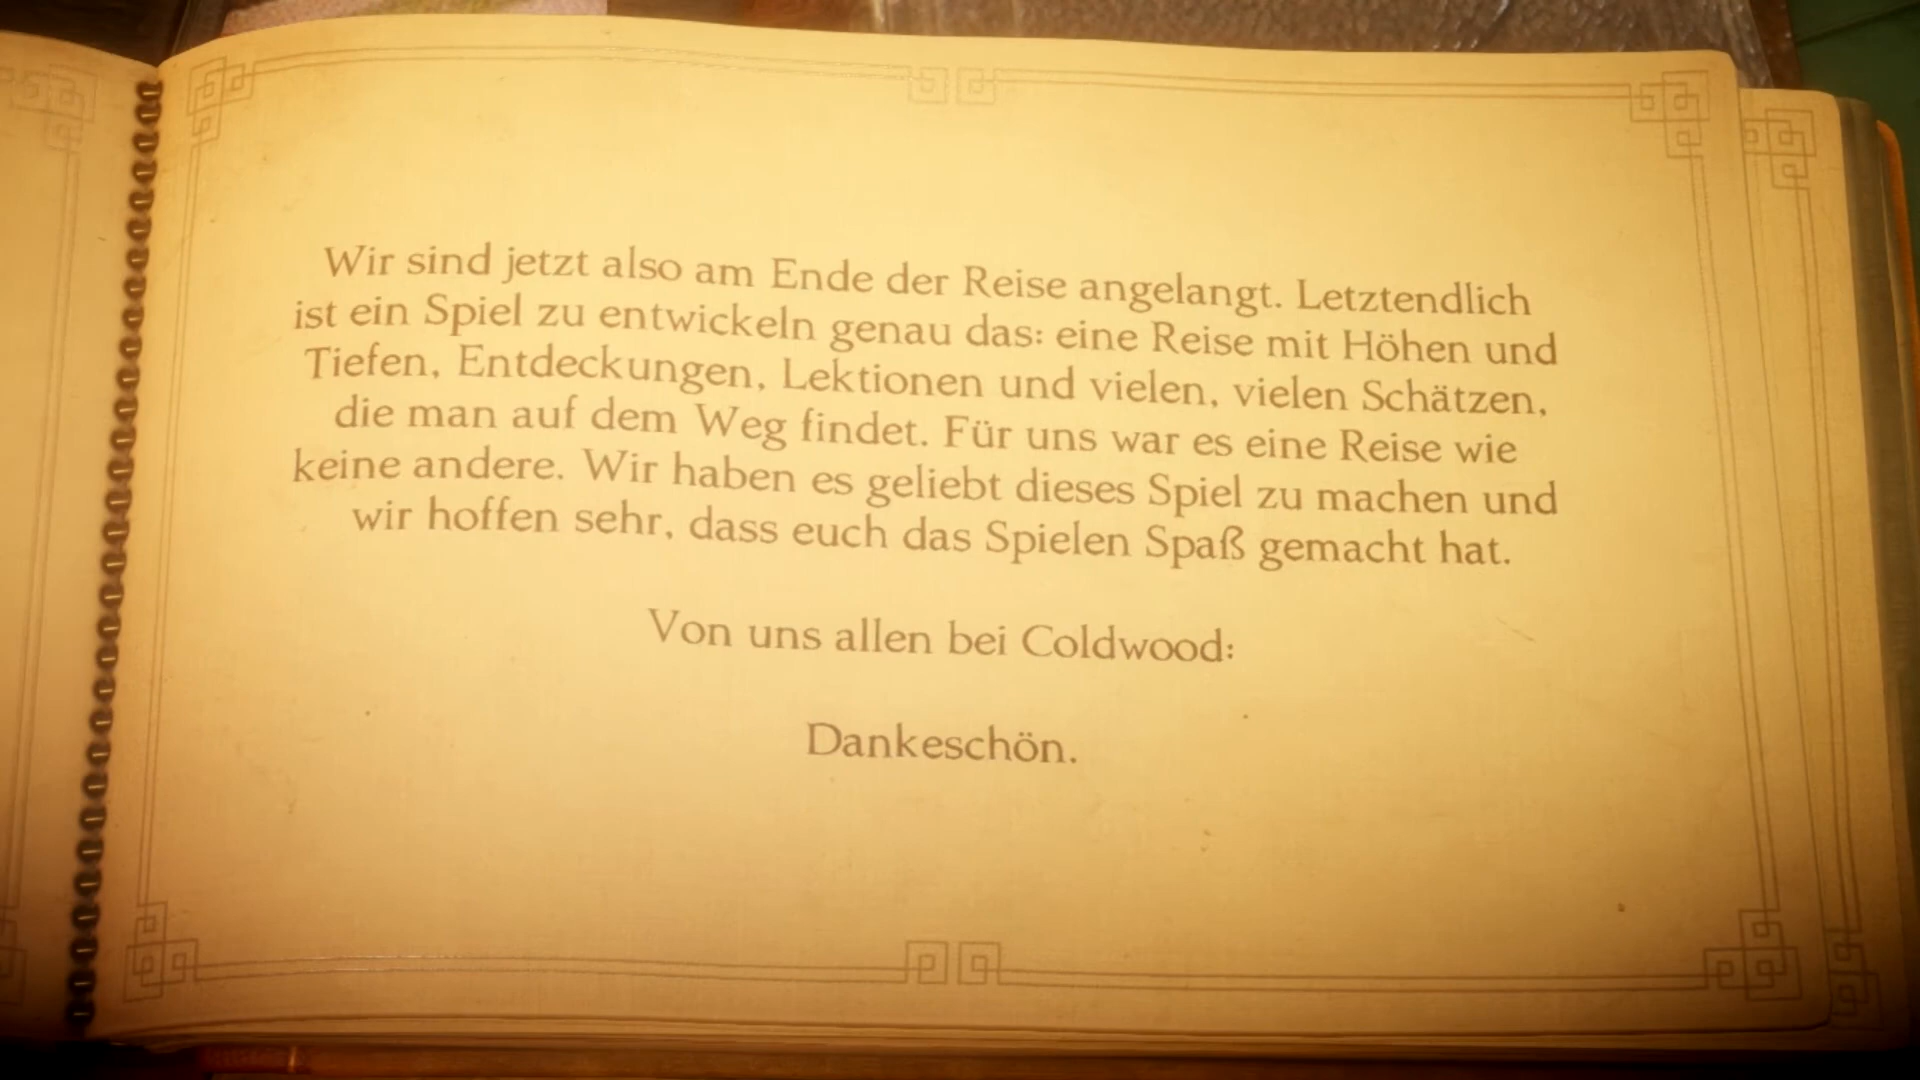 Wir sind jetzt also am Ende der Reise angelangt. Letztendlich
ist ein Spiel zu entwickeln genau das: eine Reise mit Höhen und
Tiefen, Entdeckungen, Lektionen und vielen, vielen Schätzen,
die man auf dem Weg findet. Für uns war es eine Reise wie
keine andere. Wir haben es geliebt dieses Spiel zu machen und
wir hoffen sehr, dass euch das Spielen Spaß gemacht hat.
Von uns allen bei Coldwood:
Dankeschön.